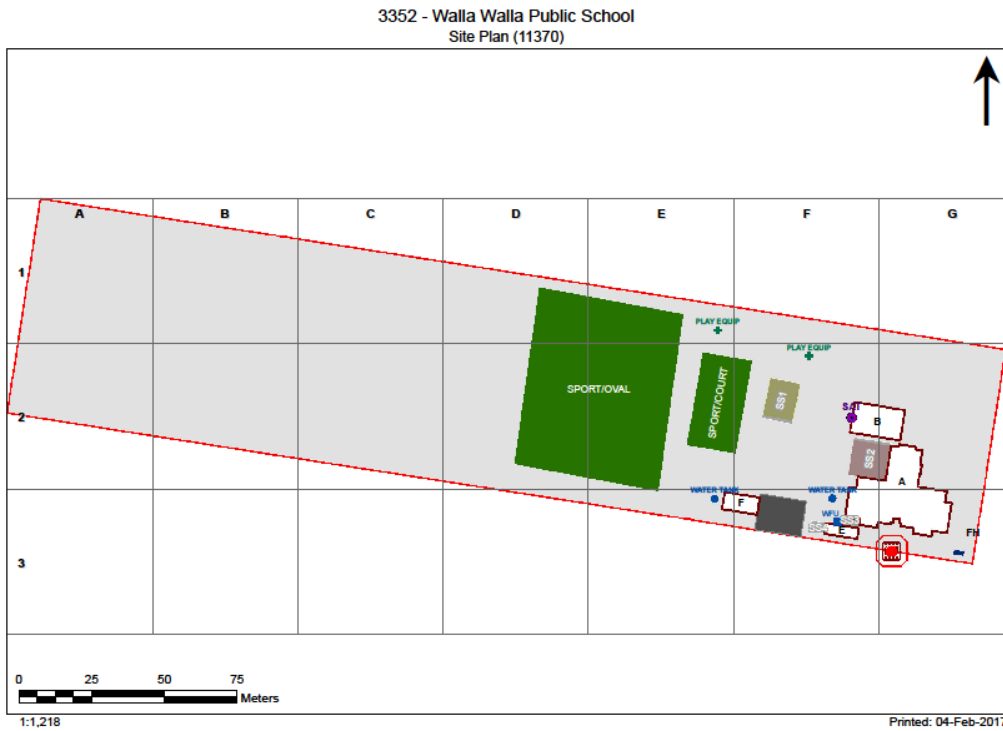 3352 - Walla Walla Public School
Site Plan (11370)
A B C D E F G
1
PLAY EQUIP
PLAY EQUIP
SPORT/OVAL
SPORT/COURT
SS1
2
SAT
B
SS2
A
WATER TANK
WATER TANK
F
WFU
E
FH
3
0 25 50 75
Meters
1:1,218
Printed: 04-Feb-2017